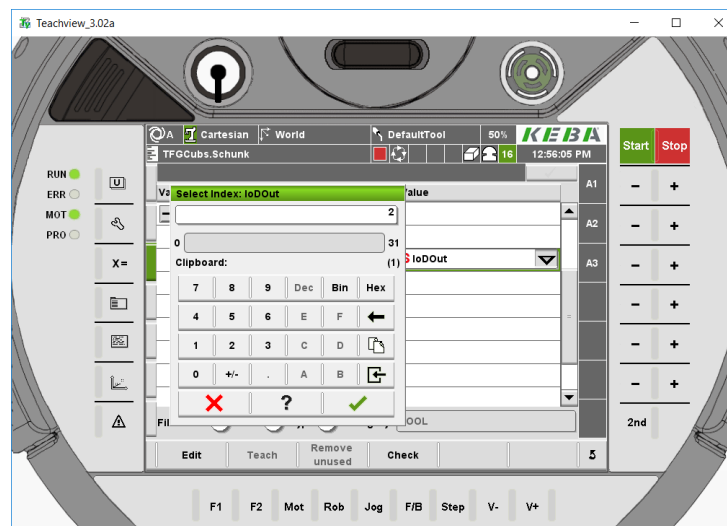 Teachview_3.02a
A Cartesian World DefaultTool 50% KEBA
TFGCubs.Schunk 16 12:56:05 PM
Start Stop
RUN
ERR
MOT
PRO
U
X=
Select Index: IoDOut
2
0 31
Clipboard: (1)
7 8 9 Dec Bin Hex
4 5 6 E F
1 2 3 C D
0 +/- . A B
?
IoDOut
A1
A2
A3
- +
- +
- +
- +
- +
- +
2nd
OOL
Edit Teach Remove unused Check 5
F1 F2 Mot Rob Jog F/B Step V- V+